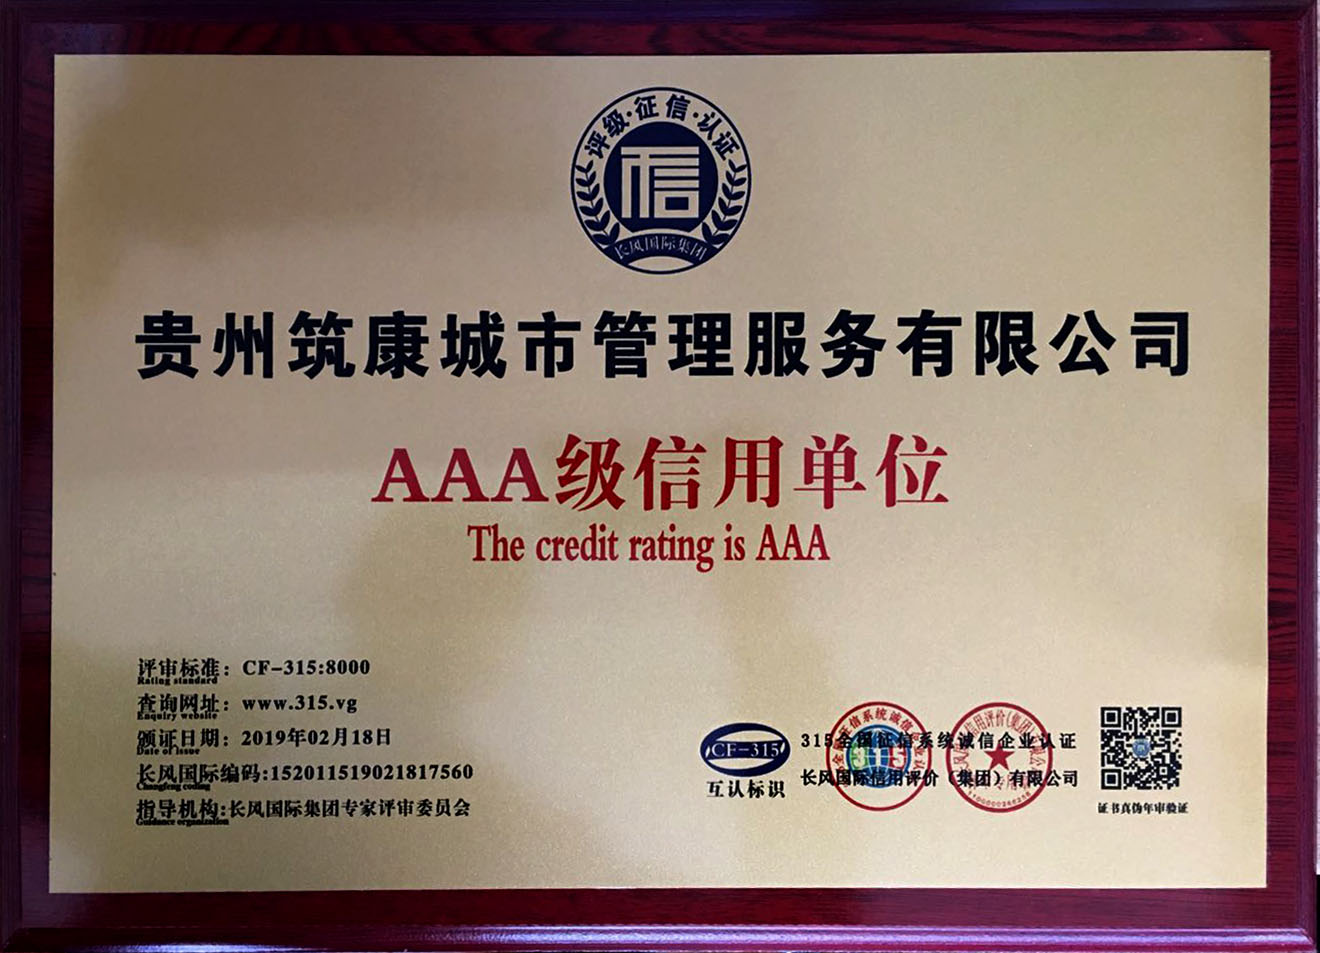 评级·征信·认证
信
长风国际集团
贵州筑康城市管理服务有限公司
AAA级信用单位
The credit rating is AAA
评审标准：CF-315:8000
Rating standard
查询网址：www.315.vg
Enquiry website
颁证日期：2019年02月18日
Date of issue
长风国际编码:152011519021817560
Changfeng coding
指导机构:长风国际集团专家评审委员会
Guidance organization
CF-315
互认标识
315全国征信系统诚信企业认证
长风国际信用评价（集团）有限公司
315
证书真伪年审验证